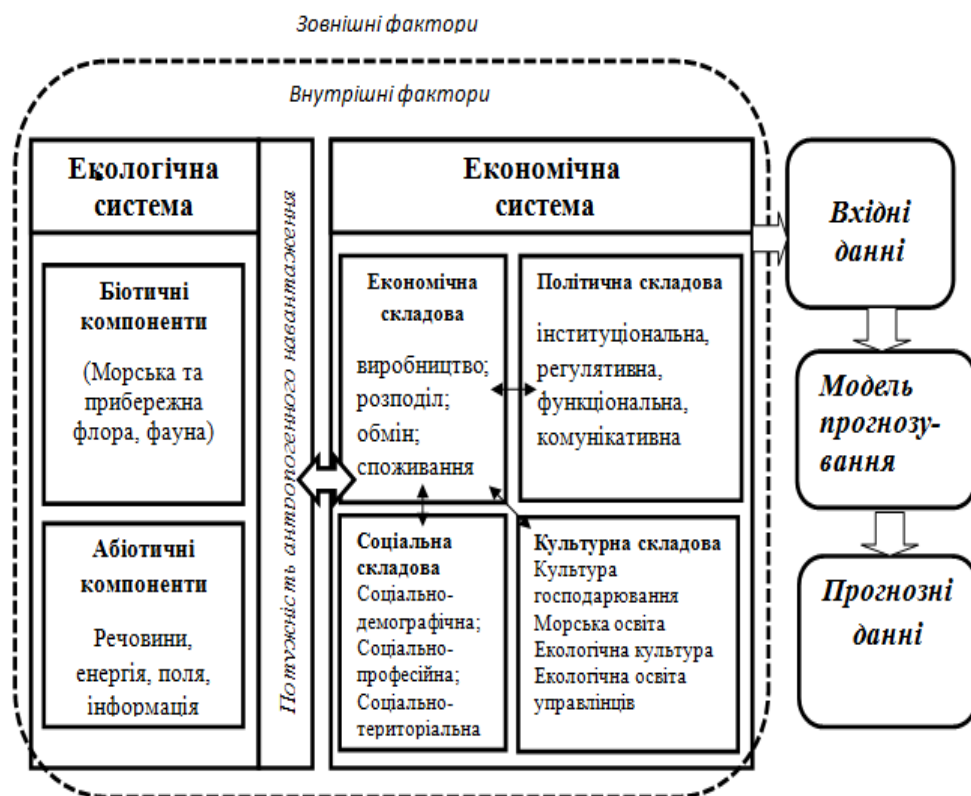 Зовнішні фактори
Внутрішні фактори
Екологічна
система
Біотичні
компоненти
(Морська та
прибережна
флора, фауна)
Абіотичні
компоненти
Речовини,
енергія, поля,
інформація
Потужність антропогенного навантаження
Економічна
система
Економічна
складова
виробництво;
розподіл;
обмін;
споживання
Політична складова
інституціональна,
регулятивна,
функціональна,
комунікативна
Соціальна
складова
Соціально-
демографічна;
Соціально-
професійна;
Соціально-
територіальна
Культурна складова
Культура
господарювання
Морська освіта
Екологічна культура
Екологічна освіта
управлінців
Вхідні
данні
Модель
прогнозу-
вання
Прогнозні
данні